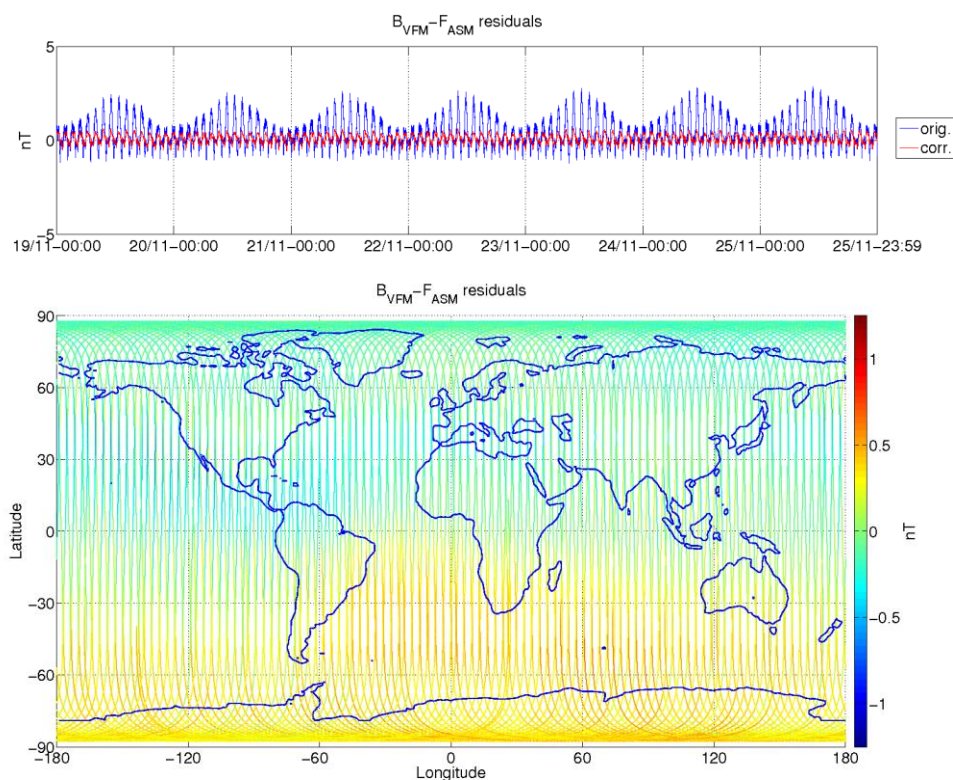 B_VFM−F_ASM residuals
5
0
−5
nT
19/11−00:00 20/11−00:00 21/11−00:00 22/11−00:00 23/11−00:00 24/11−00:00 25/11−00:00 25/11−23:59
orig.
corr.
B_VFM−F_ASM residuals
90
60
30
0
−30
−60
−90
Latitude
−180 −120 −60 0 60 120 180
Longitude
1
0.5
0
−0.5
−1
nT